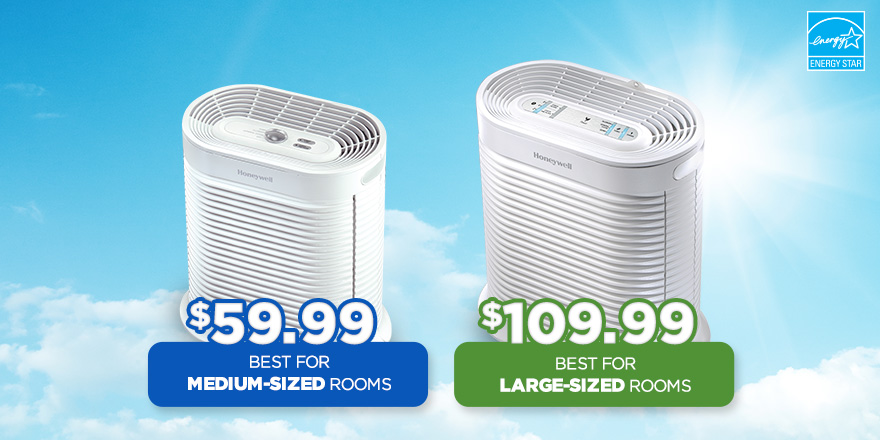 energy
ENERGY STAR
Honeywell
Honeywell
$59.99
BEST FOR
MEDIUM-SIZED ROOMS
$109.99
BEST FOR
LARGE-SIZED ROOMS